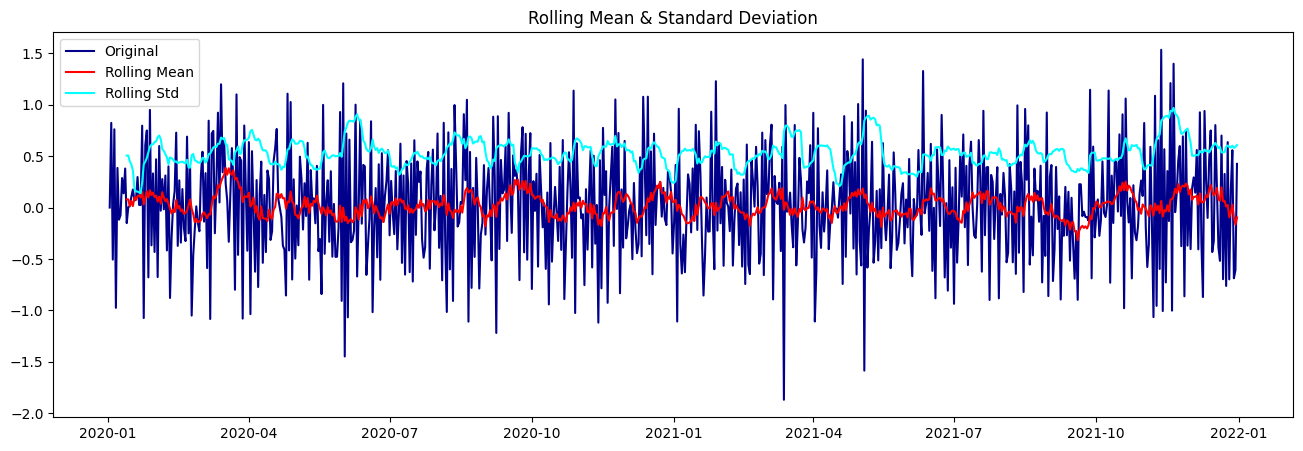 Rolling Mean & Standard Deviation
Original
Rolling Mean
Rolling Std
1.5
1.0
0.5
0.0
−0.5
−1.0
−1.5
−2.0
2020-01 2020-04 2020-07 2020-10 2021-01 2021-04 2021-07 2021-10 2022-01